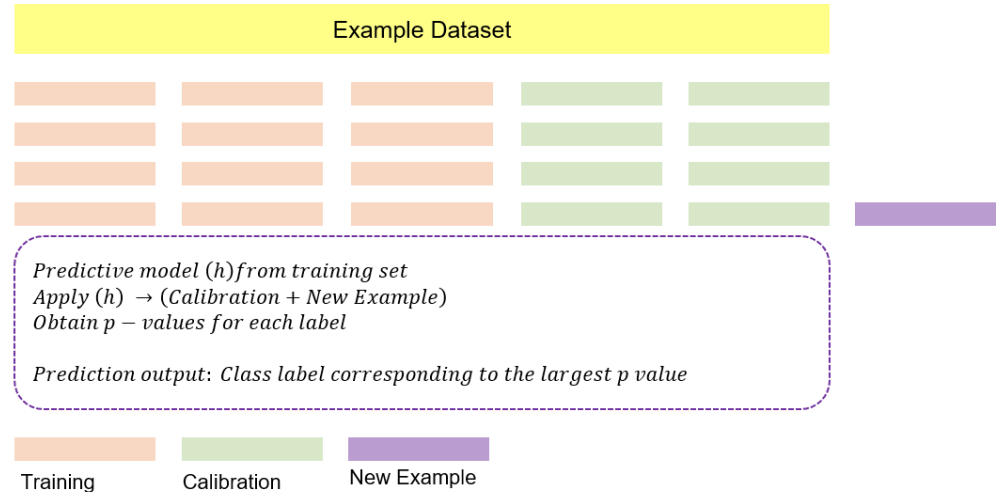 Example Dataset
Predictive model (h)from training set
Apply (h) → (Calibration + New Example)
Obtain p − values for each label
Prediction output: Class label corresponding to the largest p value
Training
Calibration
New Example